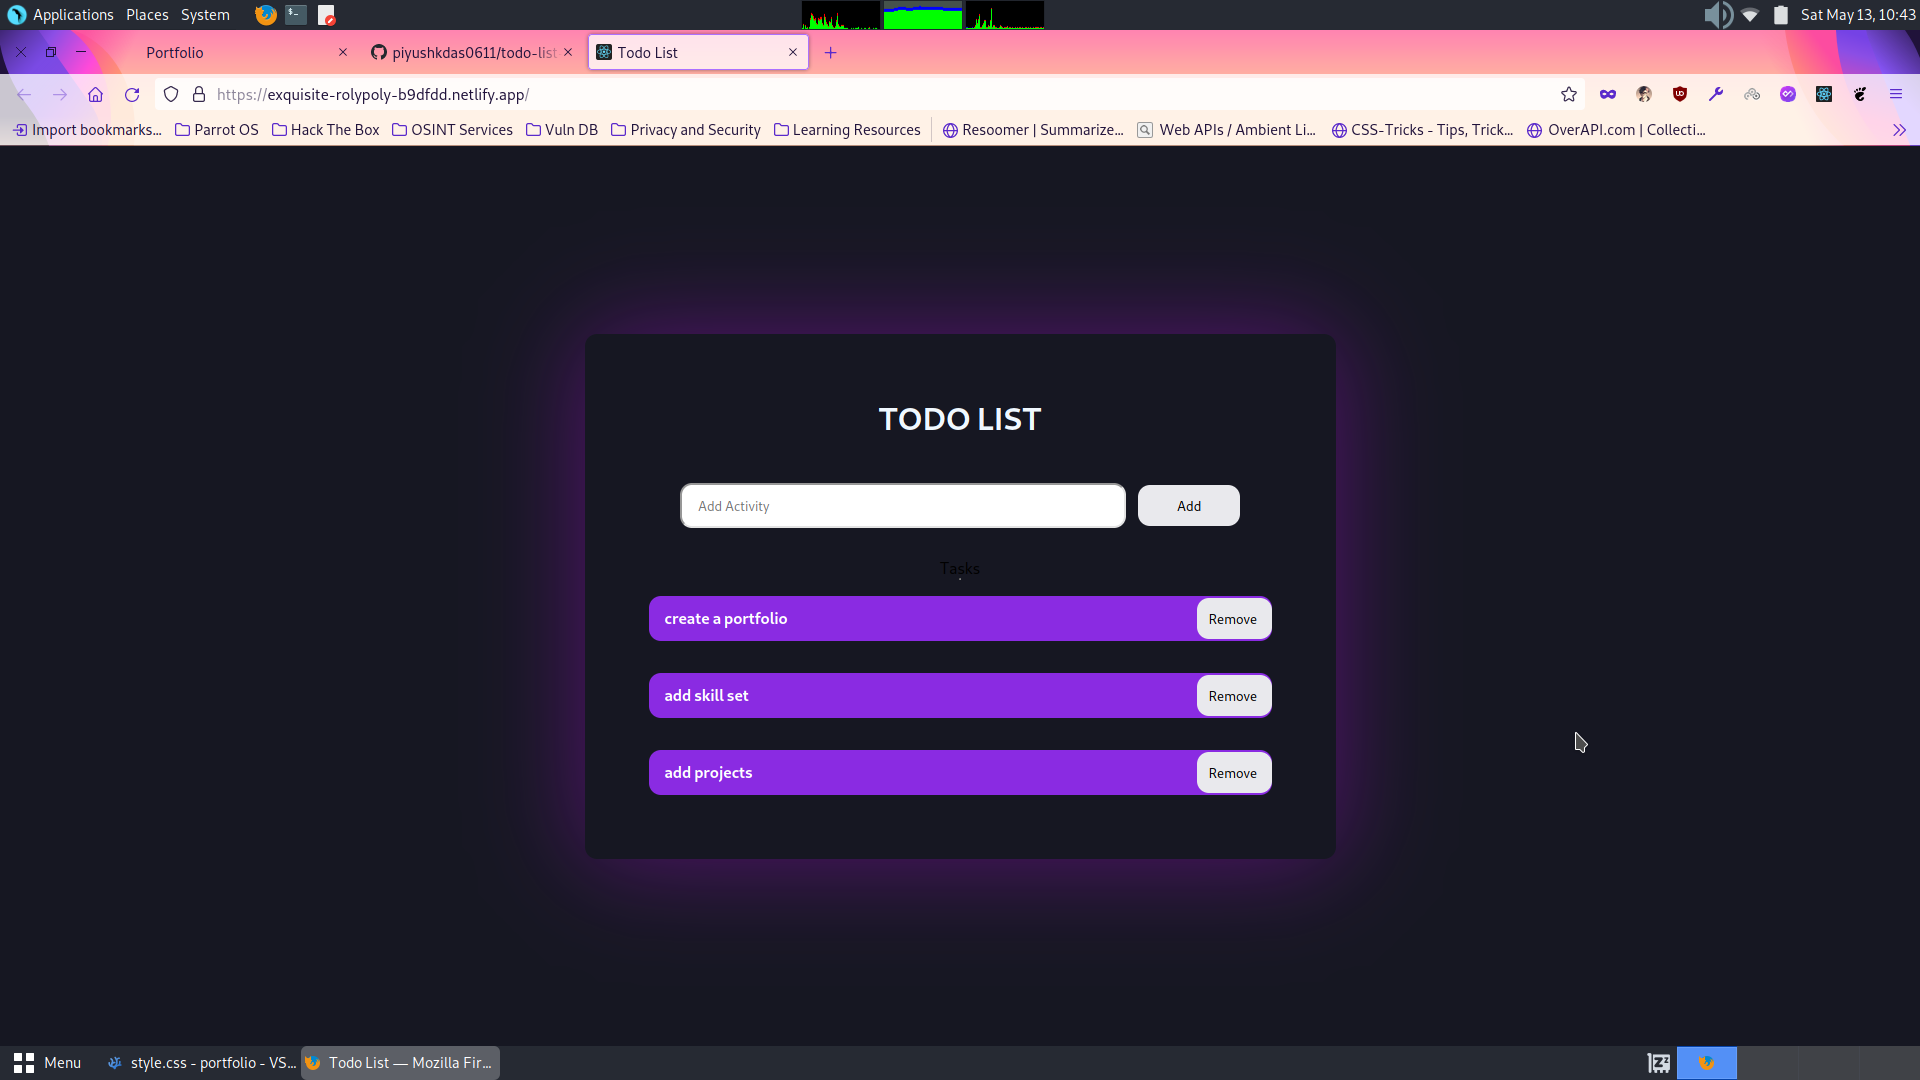 Applications Places System
Sat May 13, 10:43
Portfolio
piyushkdas0611/todo-list
Todo List
https://exquisite-rolypoly-b9dfdd.netlify.app/
Import bookmarks... Parrot OS Hack The Box OSINT Services Vuln DB Privacy and Security Learning Resources Resoomer | Summarize... Web APIs / Ambient Li... CSS-Tricks - Tips, Trick... OverAPI.com | Collecti...
TODO LIST
Add Activity Add
Tasks
create a portfolio Remove
add skill set Remove
add projects Remove
Menu style.css - portfolio - VS... Todo List — Mozilla Fir...